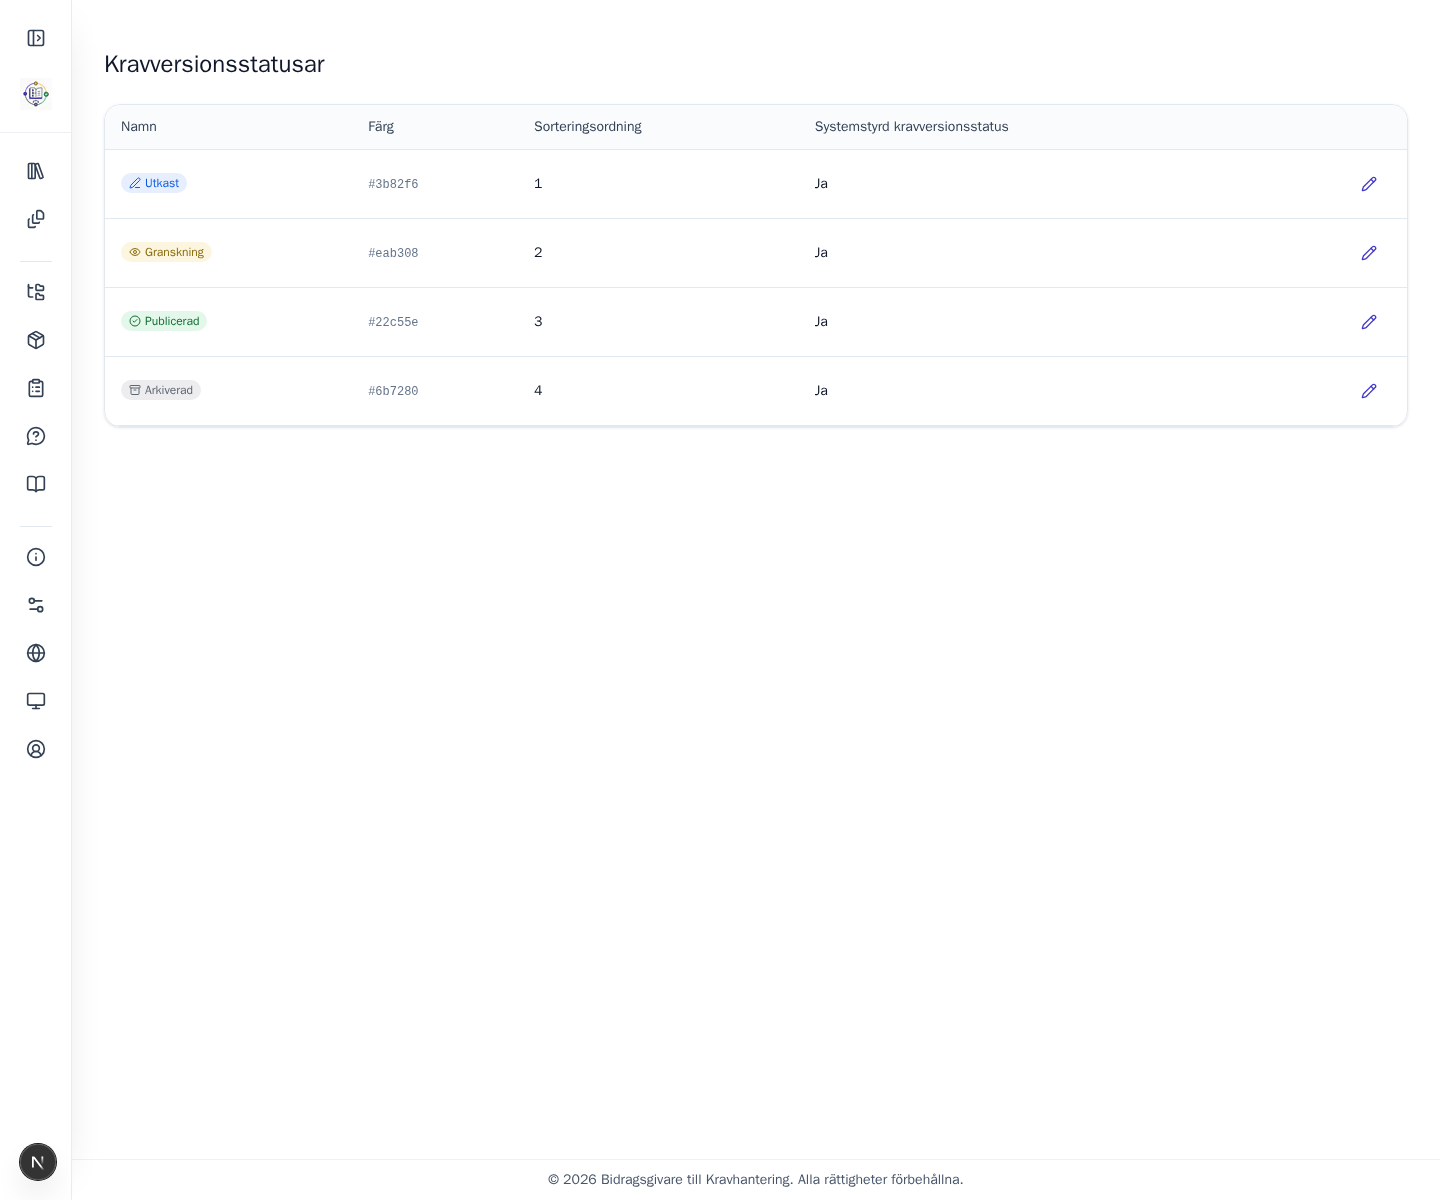 Kravversionsstatusar
Namn Färg Sorteringsordning Systemstyrd kravversionsstatus
Utkast #3b82f6 1 Ja
Granskning #eab308 2 Ja
Publicerad #22c55e 3 Ja
Arkiverad #6b7280 4 Ja
N
© 2026 Bidragsgivare till Kravhantering. Alla rättigheter förbehållna.